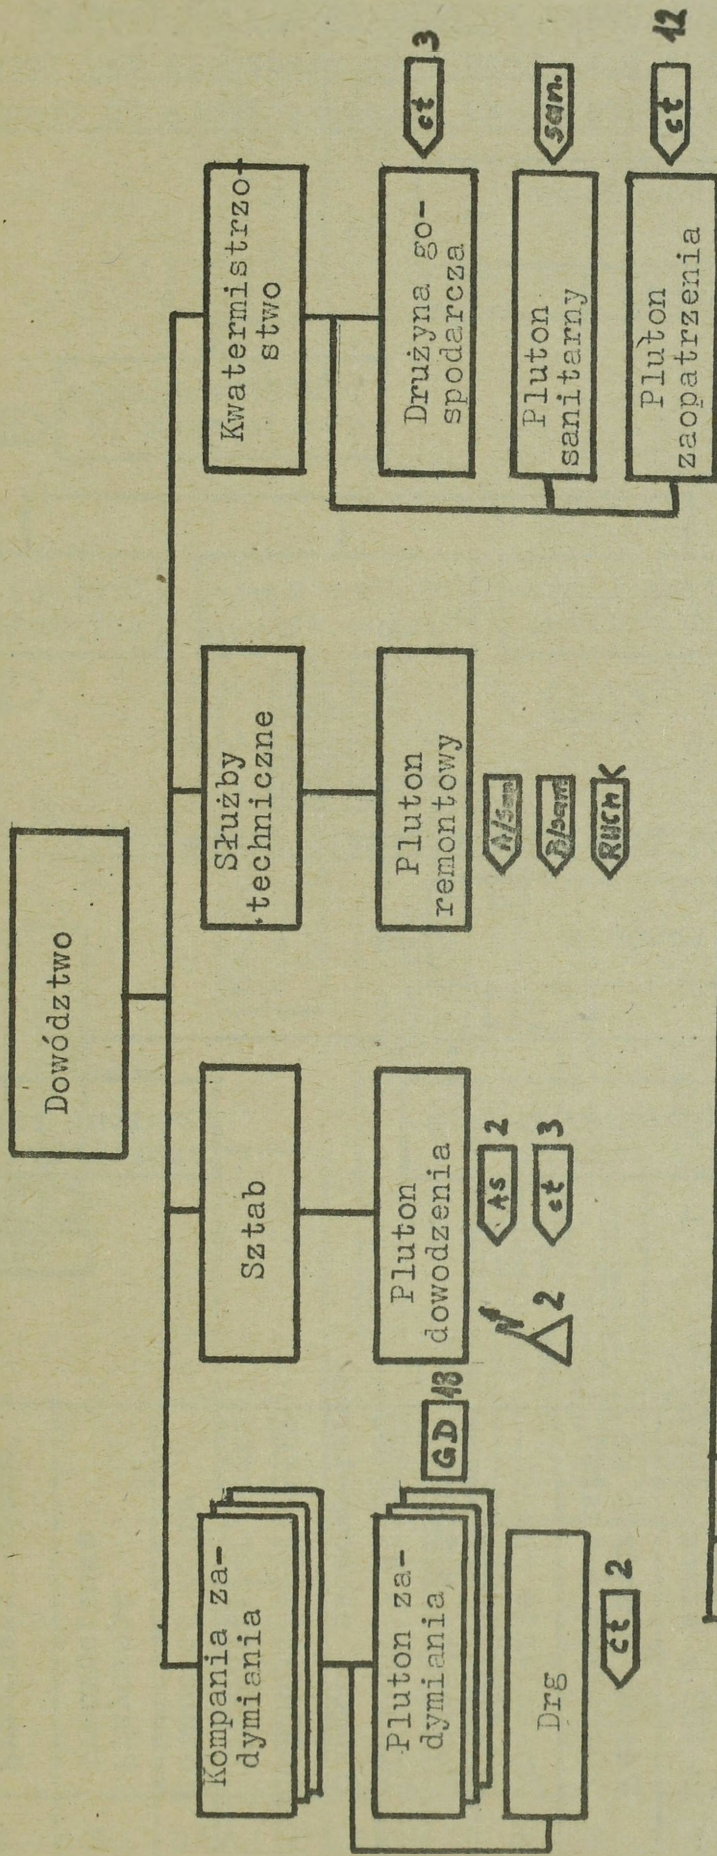 Dowództwo
Kompania za-
dymiania
Sztab
Służby
techniczne
Kwatermistrzo-
stwo
Pluton za-
dymiania
GD 18
Pluton
dowodzenia
Pluton
remontowy
Drużyna go-
spodarcza
ct 3
Drg
ct 2
AS 2
2
ct 3
RUCH K
Pluton
sanitarny
san.
Pluton
zaopatrzenia
ct 12